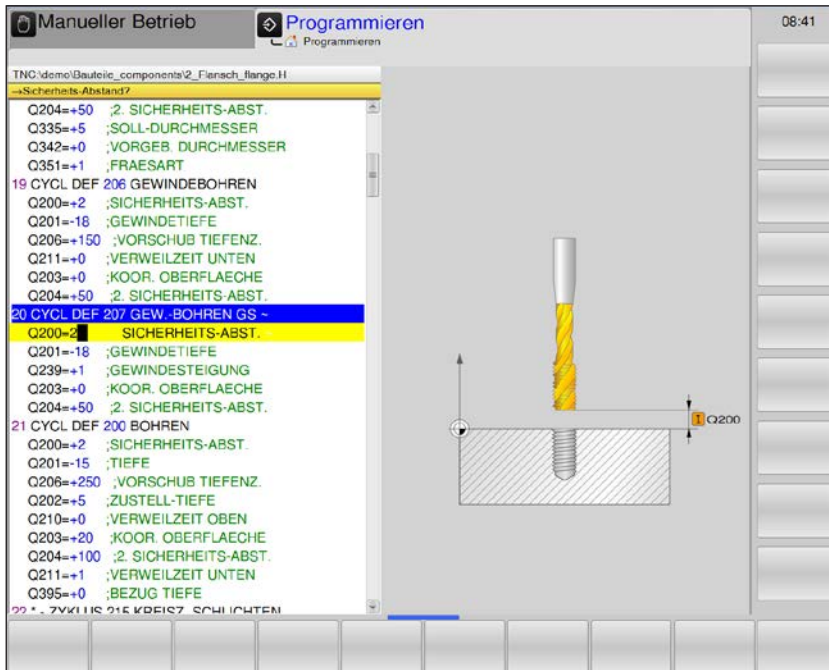 Manueller Betrieb
Programmieren
Programmieren
08:41
TNC:\demo\Bauteile_components\2_Flansch_flange.H
→Sicherheits-Abstand?
Q204=+50 ;2. SICHERHEITS-ABST.
Q335=+5 ;SOLL-DURCHMESSER
Q342=+0 ;VORGEB. DURCHMESSER
Q351=+1 ;FRAESART
19 CYCL DEF 206 GEWINDEBOHREN
Q200=+2 ;SICHERHEITS-ABST.
Q201=-18 ;GEWINDETIEFE
Q206=+150 ;VORSCHUB TIEFENZ.
Q211=+0 ;VERWEILZEIT UNTEN
Q203=+0 ;KOOR. OBERFLAECHE
Q204=+50 ;2. SICHERHEITS-ABST.
20 CYCL DEF 207 GEW.-BOHREN GS ~
Q200=2 SICHERHEITS-ABST. ~
Q201=-18 ;GEWINDETIEFE
Q239=+1 ;GEWINDESTEIGUNG
Q203=+0 ;KOOR. OBERFLAECHE
Q204=+50 ;2. SICHERHEITS-ABST.
21 CYCL DEF 200 BOHREN
Q200=+2 ;SICHERHEITS-ABST.
Q201=-15 ;TIEFE
Q206=+250 ;VORSCHUB TIEFENZ.
Q202=+5 ;ZUSTELL-TIEFE
Q210=+0 ;VERWEILZEIT OBEN
Q203=+20 ;KOOR. OBERFLAECHE
Q204=+100 ;2. SICHERHEITS-ABST.
Q211=+1 ;VERWEILZEIT UNTEN
Q395=+0 ;BEZUG TIEFE
22 * - ZYKLUS 215 KREISZ. SCHLICHTEN
I Q200